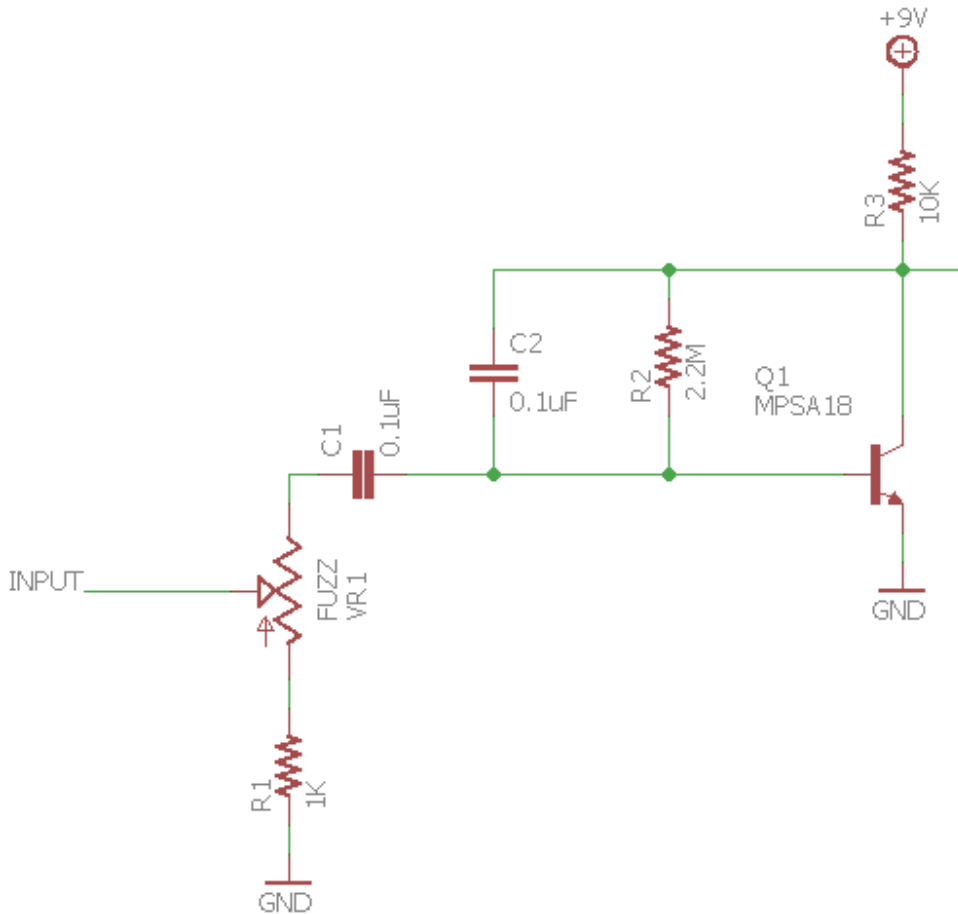 +9V
R3
10K
C2
0.1uF
R2
2.2M
Q1
MPSA18
C1
0.1uF
INPUT
FUZZ
VR1
GND
R1
1K
GND